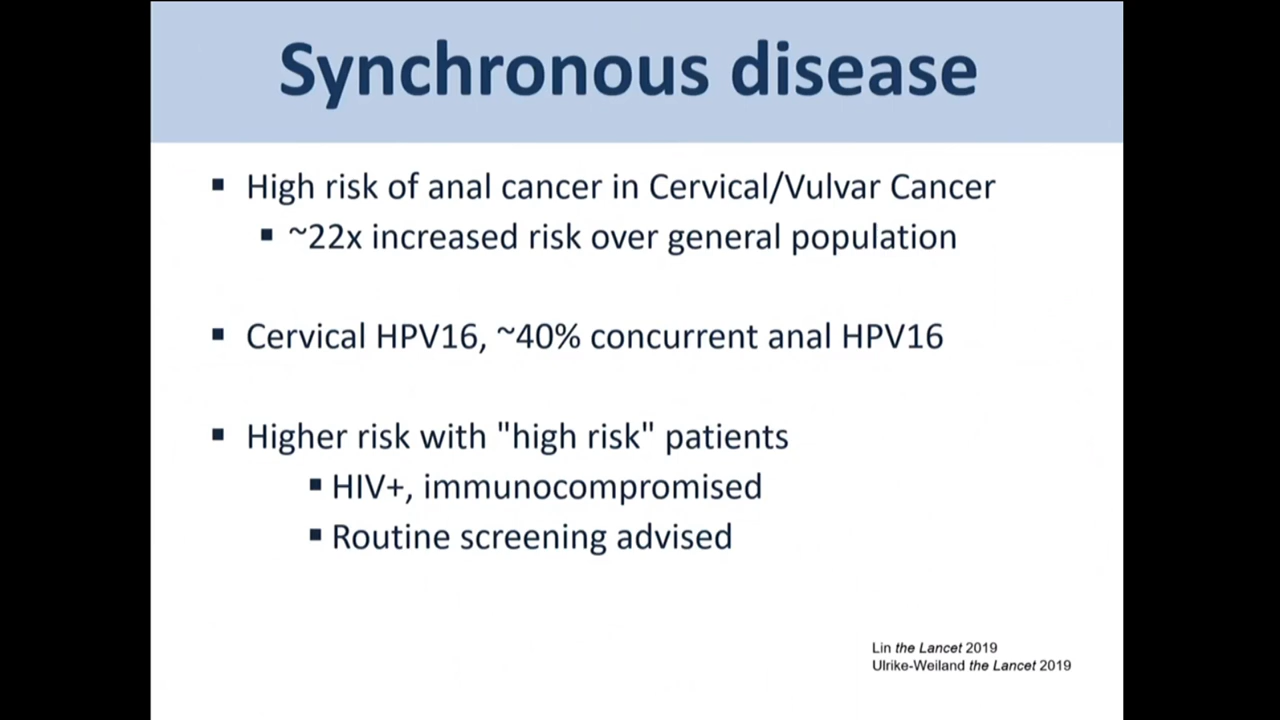 Synchronous disease
▪ High risk of anal cancer in Cervical/Vulvar Cancer
▪ ~22x increased risk over general population
▪ Cervical HPV16, ~40% concurrent anal HPV16
▪ Higher risk with "high risk" patients
▪ HIV+, immunocompromised
▪ Routine screening advised
Lin the Lancet 2019
Ulrike-Weiland the Lancet 2019